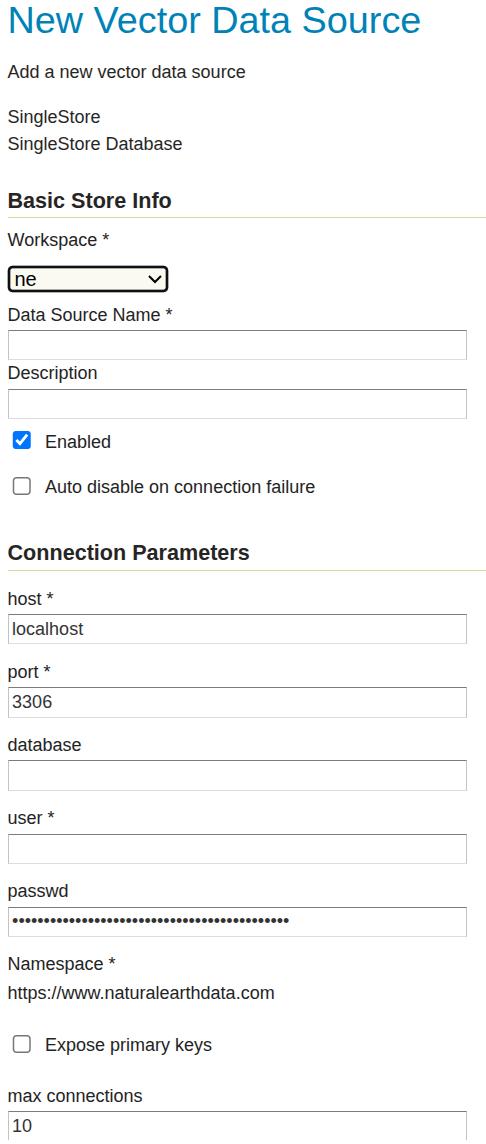 New Vector Data Source
Add a new vector data source
SingleStore
SingleStore Database
Basic Store Info
Workspace *
ne
Data Source Name *
Description
Enabled
Auto disable on connection failure
Connection Parameters
host *
localhost
port *
3306
database
user *
passwd
••••••••••••••••••••••••••••••••••••••••••••
Namespace *
https://www.naturalearthdata.com
Expose primary keys
max connections
10